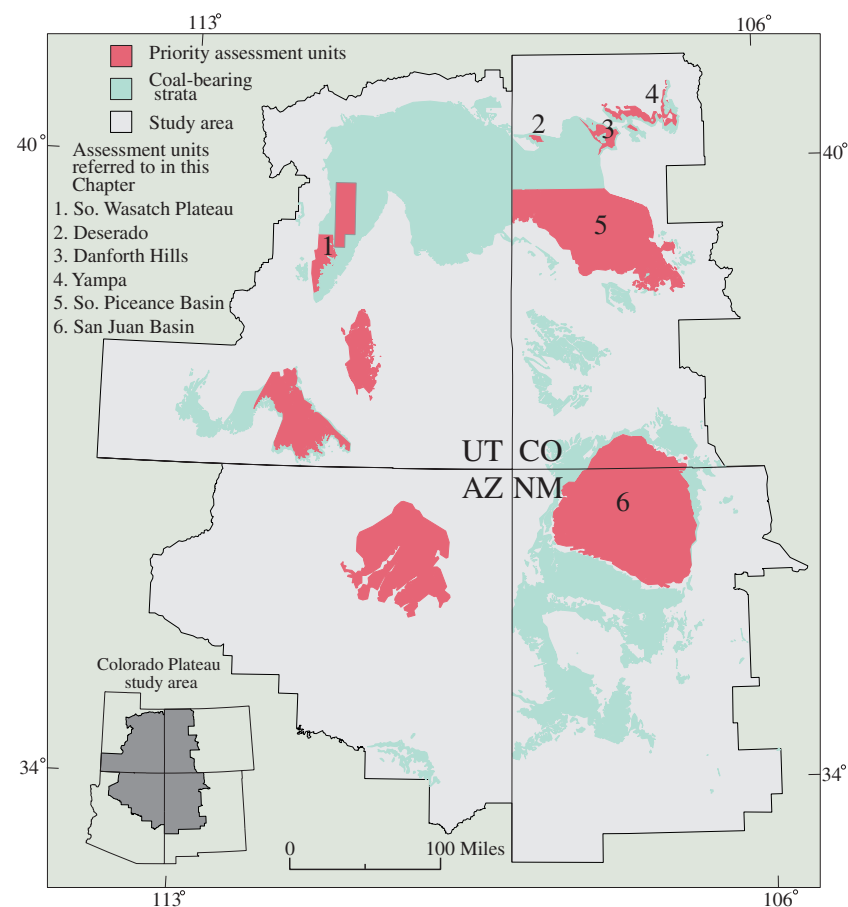 113°
106°
Priority assessment units
Coal-bearing
strata
Study area
40°
40°
Assessment units
referred to in this
Chapter
1. So. Wasatch Plateau
2. Deserado
3. Danforth Hills
4. Yampa
5. So. Piceance Basin
6. San Juan Basin
4
2
3
5
1
UT CO
AZ NM
6
Colorado Plateau
study area
34°
34°
0 100 Miles
113°
106°